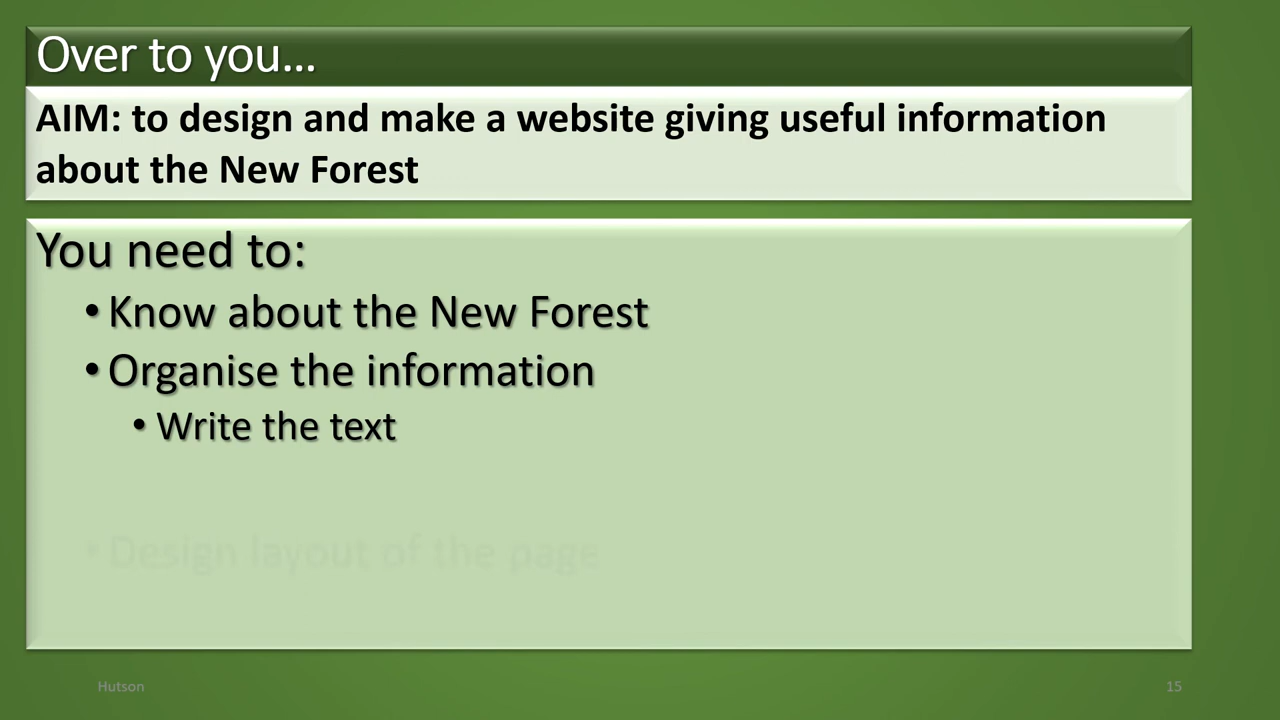 Over to you...
AIM: to design and make a website giving useful information
about the New Forest
You need to:
• Know about the New Forest
• Organise the information
• Write the text
• Design layout of the page
Hutson
15